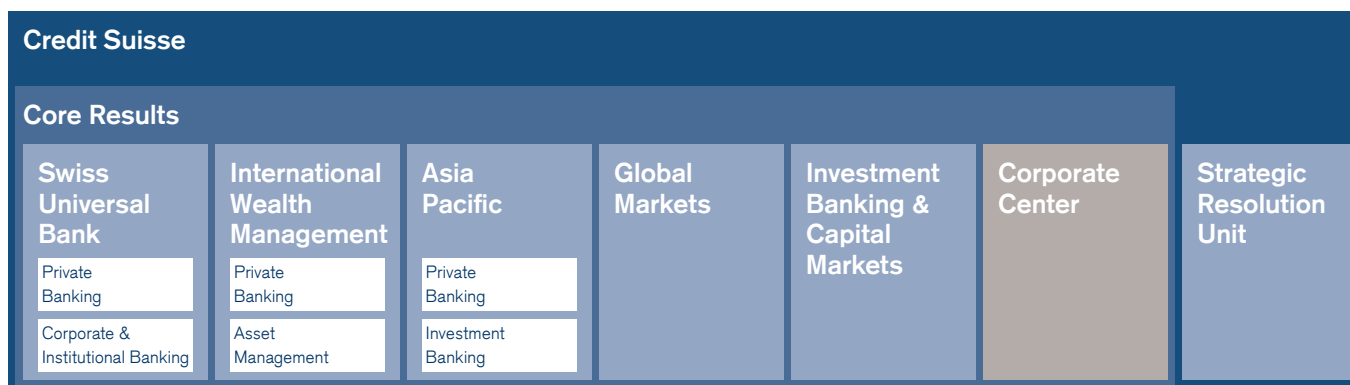 Credit Suisse
Core Results
Swiss
Universal
Bank
Private
Banking
Corporate &
Institutional Banking
International
Wealth
Management
Private
Banking
Asset
Management
Asia
Pacific
Private
Banking
Investment
Banking
Global
Markets
Investment
Banking &
Capital
Markets
Corporate
Center
Strategic
Resolution
Unit